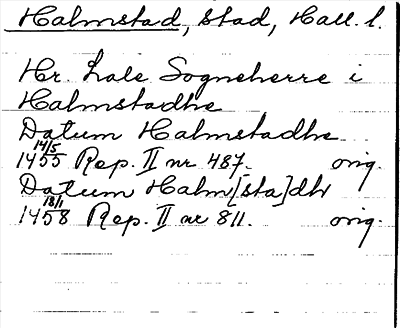 Halmstad, stad, Hall. l.
Hr. Lale Sogneherre i
Halmstadhe
Datum Halmstadhe
1455 14/5 Rep. II nr 487. orig.
Datum Halm[sta]dh
1458 18/1 Rep. II nr 811. orig.